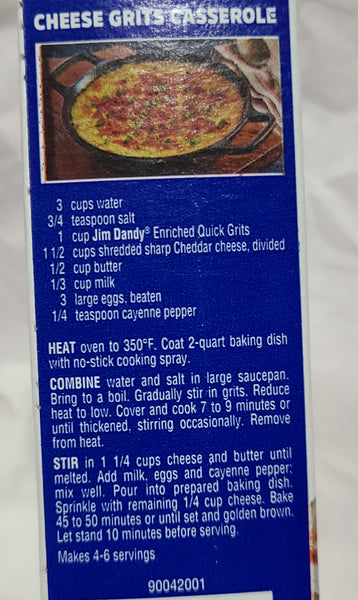 CHEESE GRITS CASSEROLE
3 cups water
3/4 teaspoon salt
1 cup Jim Dandy® Enriched Quick Grits
1 1/2 cups shredded sharp Cheddar cheese, divided
1/2 cup butter
1/3 cup milk
3 large eggs, beaten
1/4 teaspoon cayenne pepper
HEAT oven to 350°F. Coat 2-quart baking dish
with no-stick cooking spray.
COMBINE water and salt in large saucepan.
Bring to a boil. Gradually stir in grits. Reduce
heat to low. Cover and cook 7 to 9 minutes or
until thickened, stirring occasionally. Remove
from heat.
STIR in 1 1/4 cups cheese and butter until
melted. Add milk, eggs and cayenne pepper;
mix well. Pour into prepared baking dish.
Sprinkle with remaining 1/4 cup cheese. Bake
45 to 50 minutes or until set and golden brown.
Let stand 10 minutes before serving.
Makes 4-6 servings
90042001